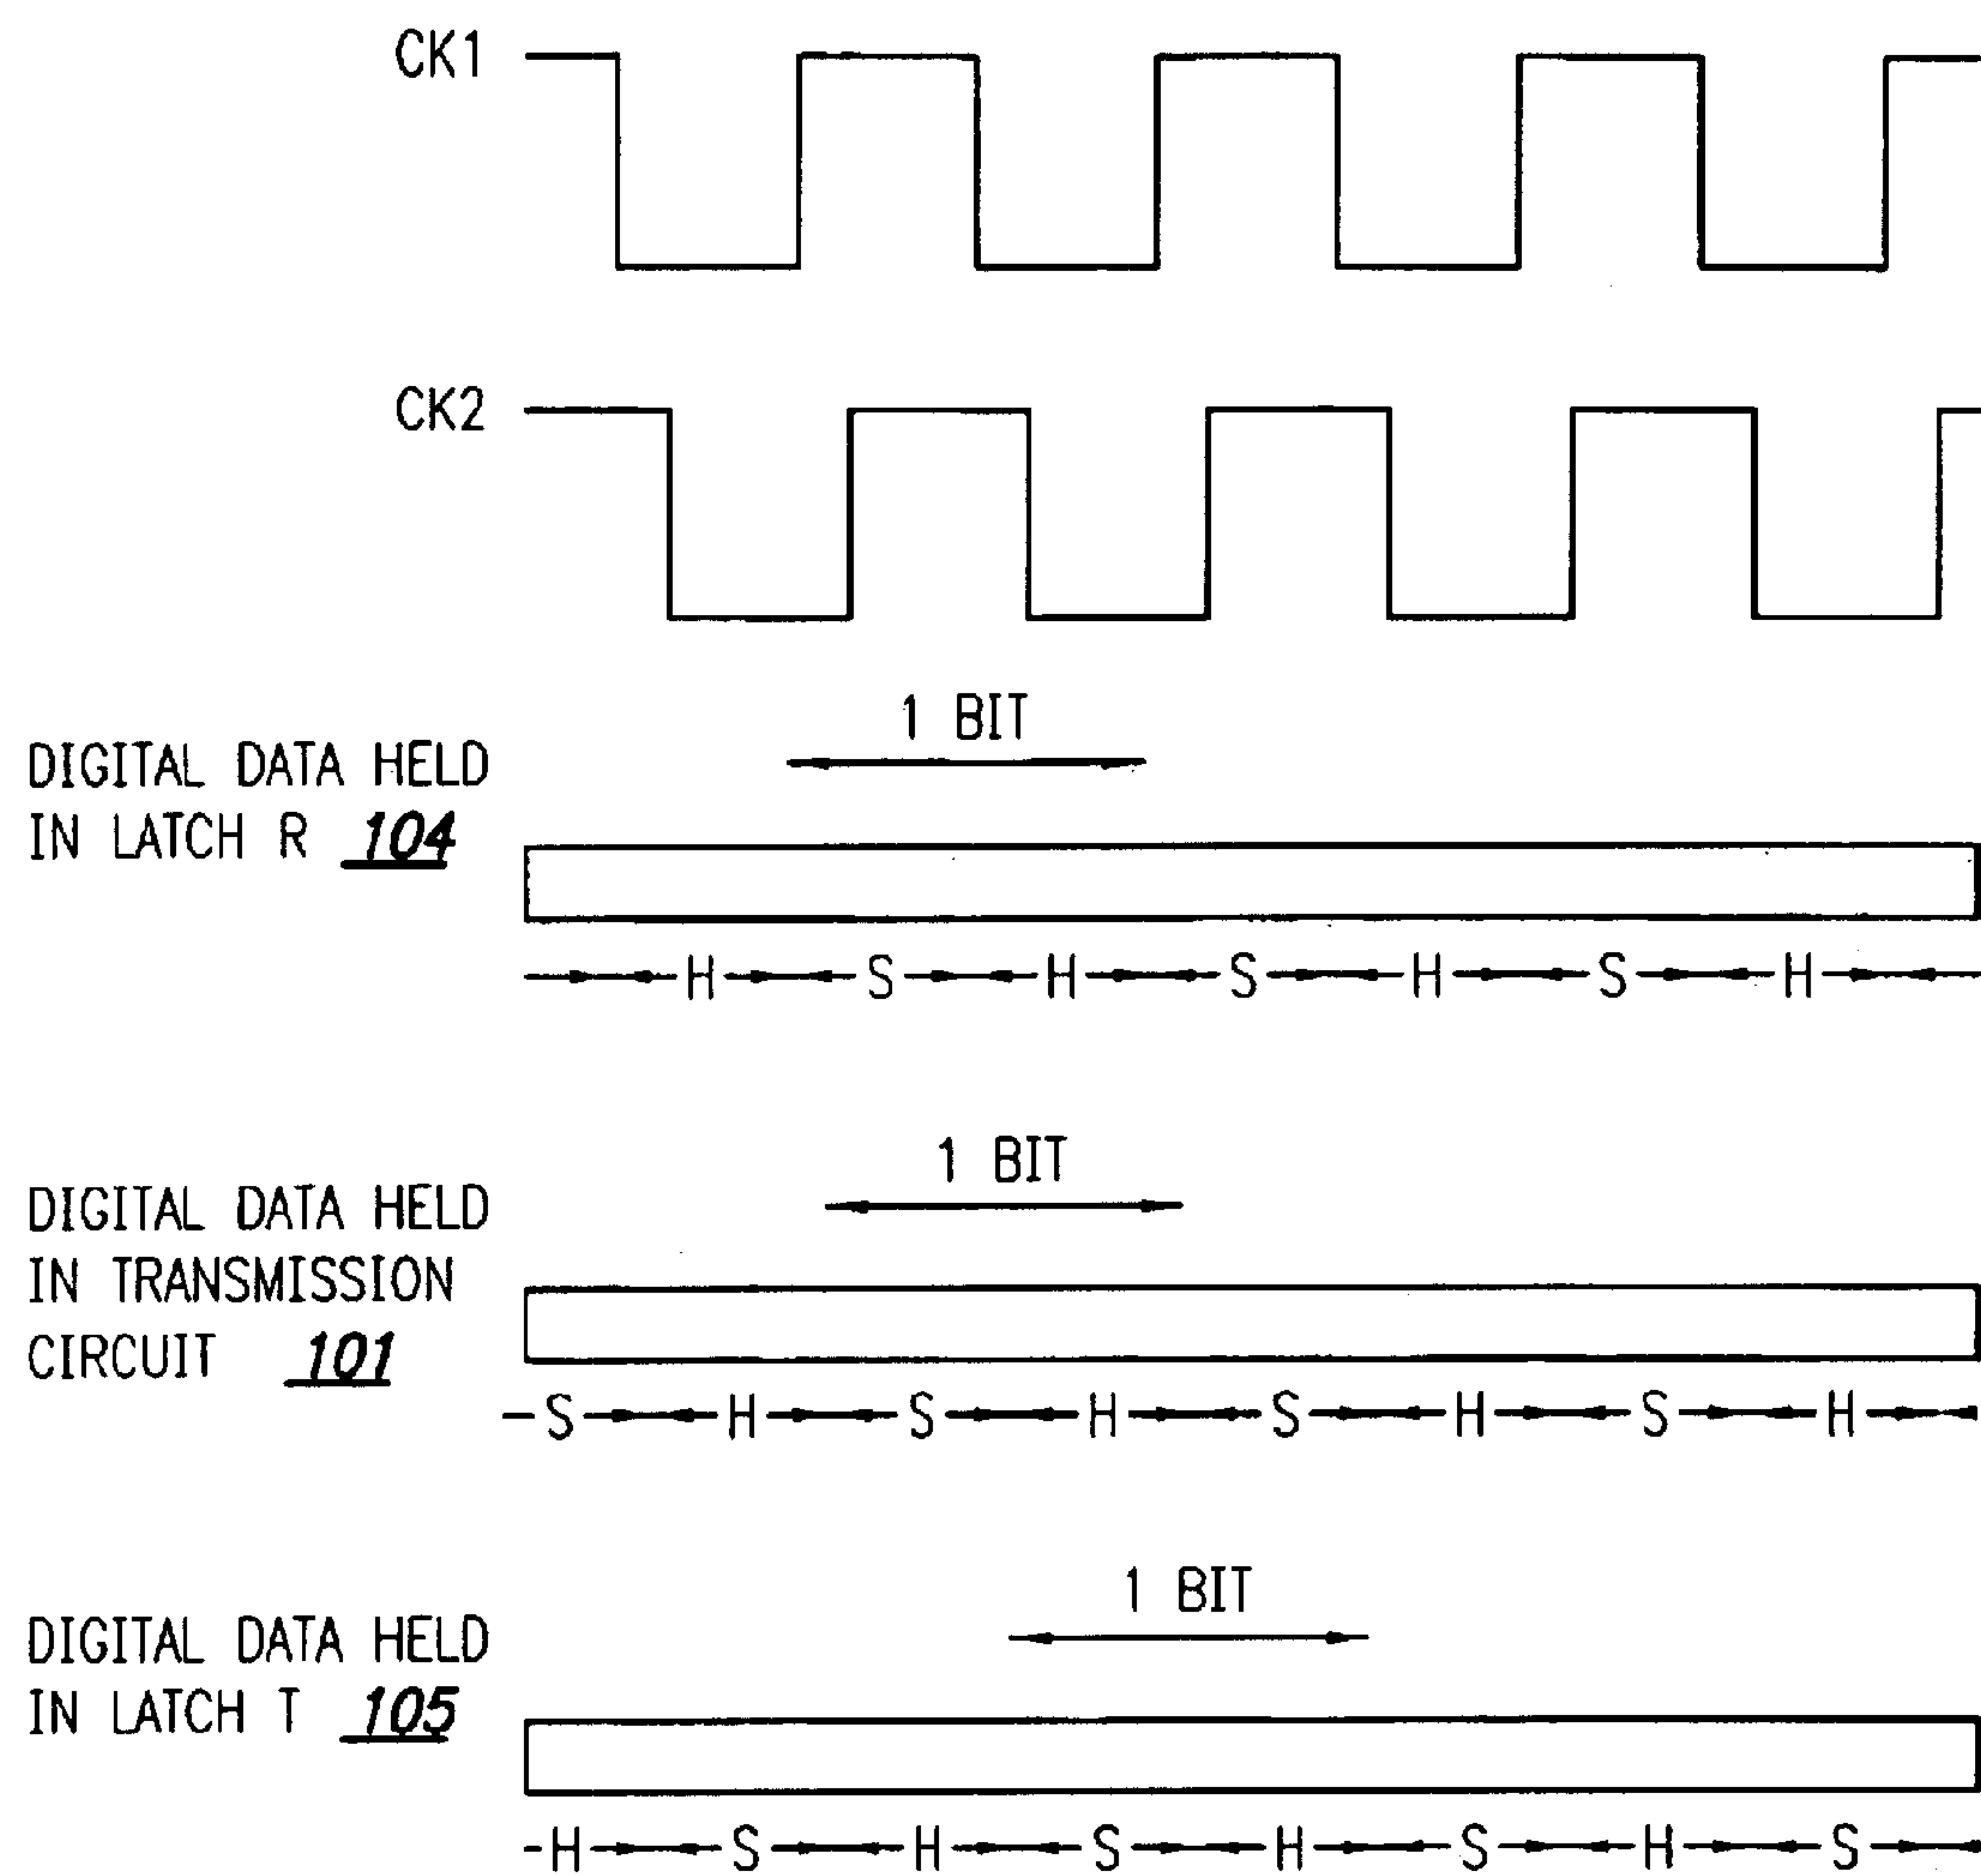 CK1
CK2
1 BIT
DIGITAL DATA HELD
IN LATCH R 104
H S H S H S H
1 BIT
DIGITAL DATA HELD
IN TRANSMISSION
CIRCUIT 101
S H S H S H S H
1 BIT
DIGITAL DATA HELD
IN LATCH T 105
H S H S H S H S